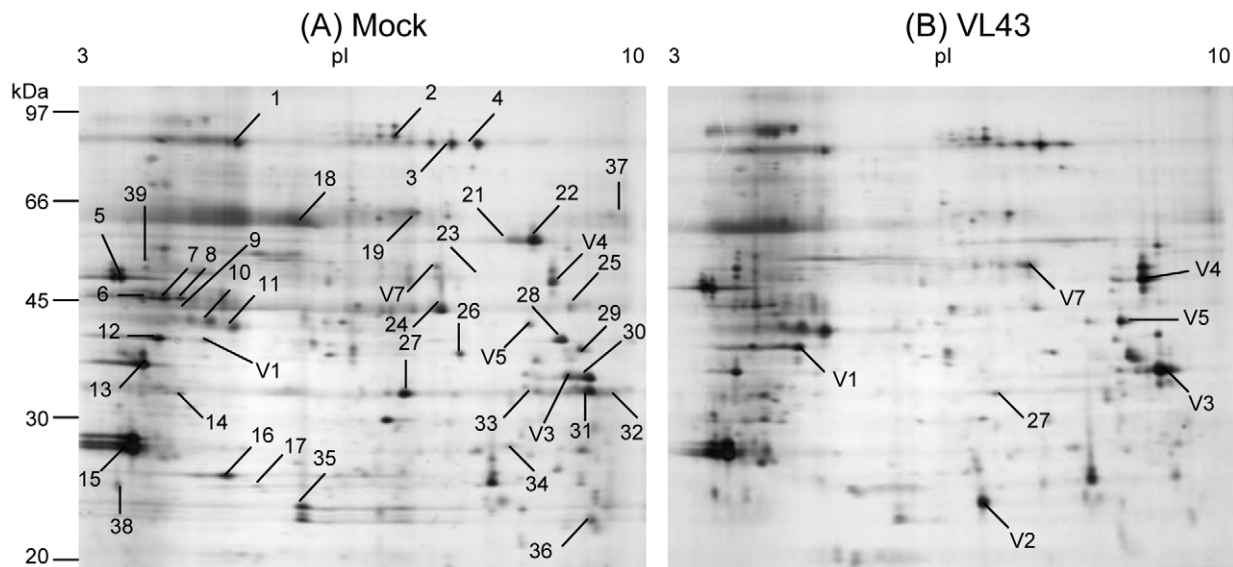 (A) Mock (B) VL43
3 pI 10 3 pI 10
kDa
97
66
45
30
20
1 2 4
3
37
18
39 21 22
5 9 19 23
7 8 V4
10 25
6 11 V7 26 28
24 29
12 27 V5 30
V1
13
14 33 V3 31 32
16 17 35
15 34
38 36
V4
V7
V5
V1
V3
27
V2